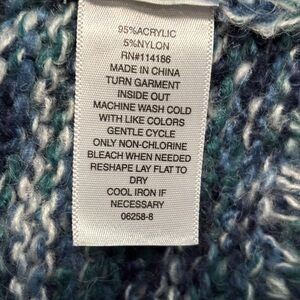 95%ACRYLIC
5%NYLON
RN#114186
MADE IN CHINA
TURN GARMENT
INSIDE OUT
MACHINE WASH COLD
WITH LIKE COLORS
GENTLE CYCLE
ONLY NON-CHLORINE
BLEACH WHEN NEEDED
RESHAPE LAY FLAT TO
DRY
COOL IRON IF
NECESSARY
06258-8